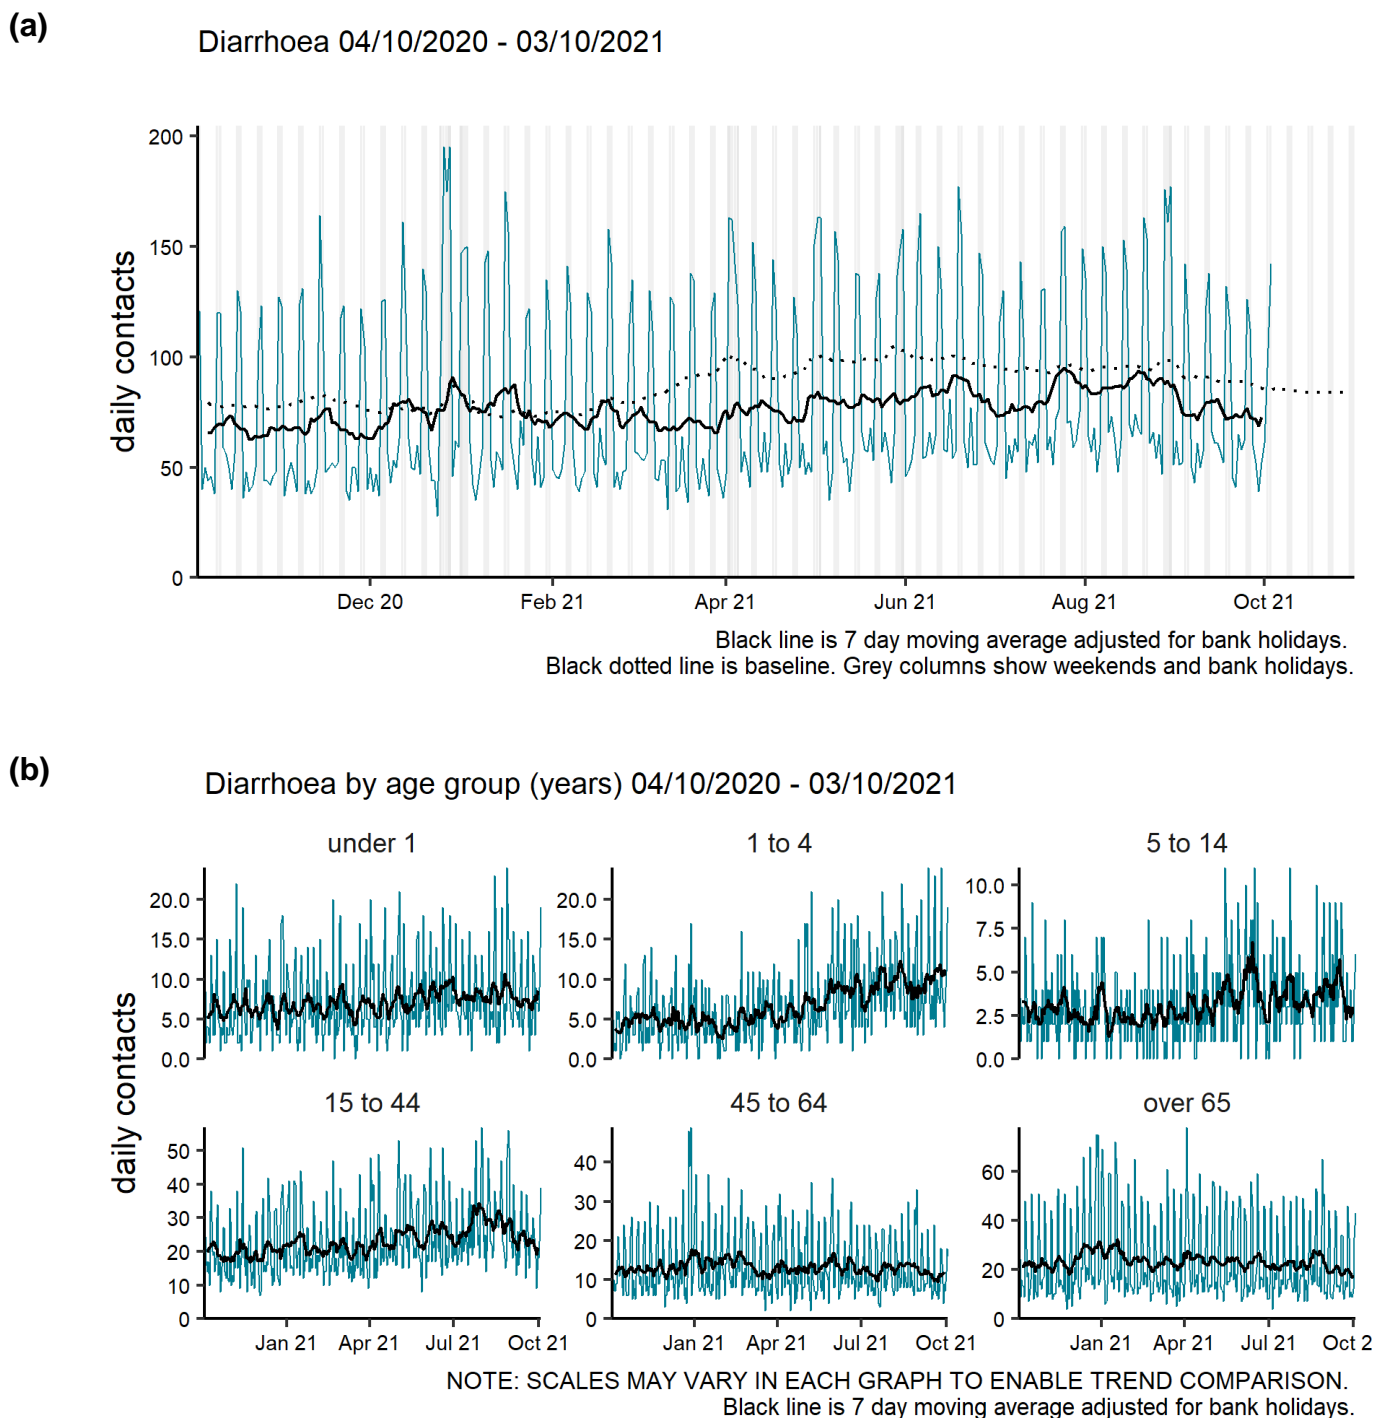 (a)
Diarrhoea 04/10/2020 - 03/10/2021
200
150
100
50
0
daily contacts
Dec 20
Feb 21
Apr 21
Jun 21
Aug 21
Oct 21
Black line is 7 day moving average adjusted for bank holidays.
Black dotted line is baseline. Grey columns show weekends and bank holidays.
(b)
Diarrhoea by age group (years) 04/10/2020 - 03/10/2021
daily contacts
under 1
20.0
15.0
10.0
5.0
0.0
1 to 4
20.0
15.0
10.0
5.0
0.0
5 to 14
10.0
7.5
5.0
2.5
0.0
15 to 44
50
40
30
20
10
0
Jan 21
Apr 21
Jul 21
Oct 21
45 to 64
40
30
20
10
0
Jan 21
Apr 21
Jul 21
Oct 21
over 65
60
40
20
0
Jan 21
Apr 21
Jul 21
Oct 2
NOTE: SCALES MAY VARY IN EACH GRAPH TO ENABLE TREND COMPARISON.
Black line is 7 day moving average adjusted for bank holidays.